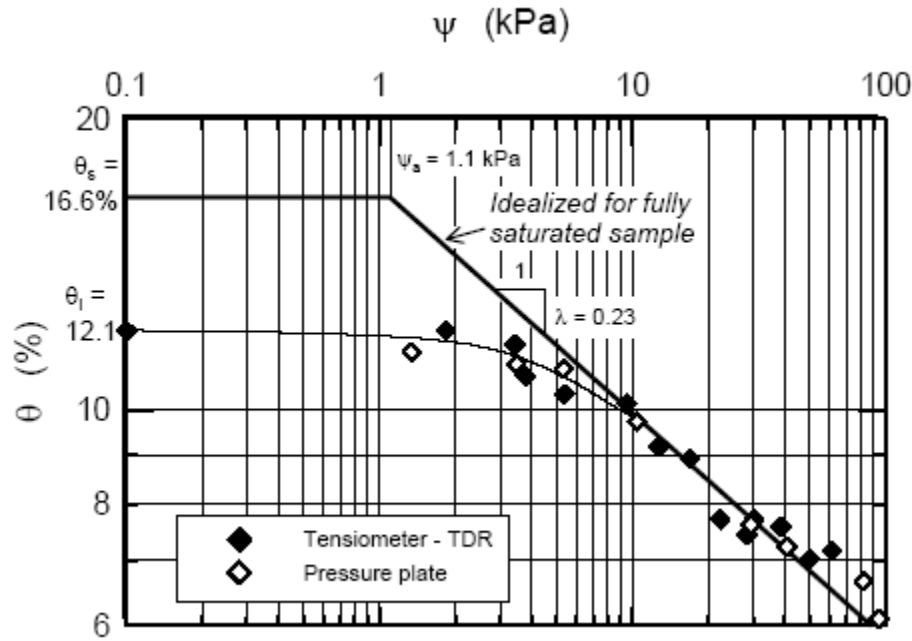 ψ (kPa)
0.1 1 10 100
20
θs =
16.6%
ψa = 1.1 kPa
Idealized for fully
saturated sample
1
λ = 0.23
θl =
12.1
θ (%)
10
8
6
Tensiometer - TDR
Pressure plate